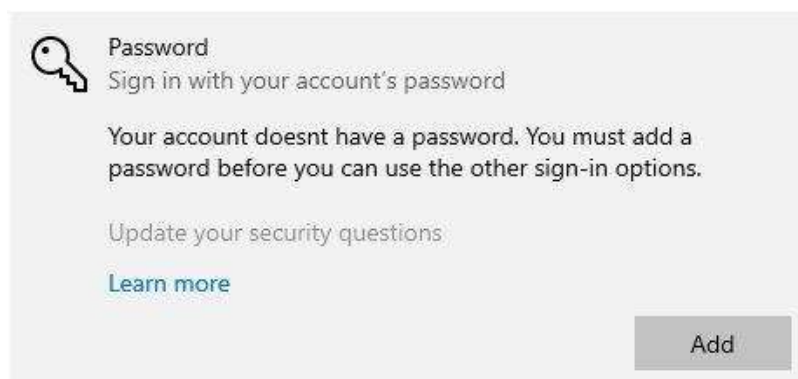 Password
Sign in with your account's password
Your account doesnt have a password. You must add a
password before you can use the other sign-in options.
Update your security questions
Learn more
Add